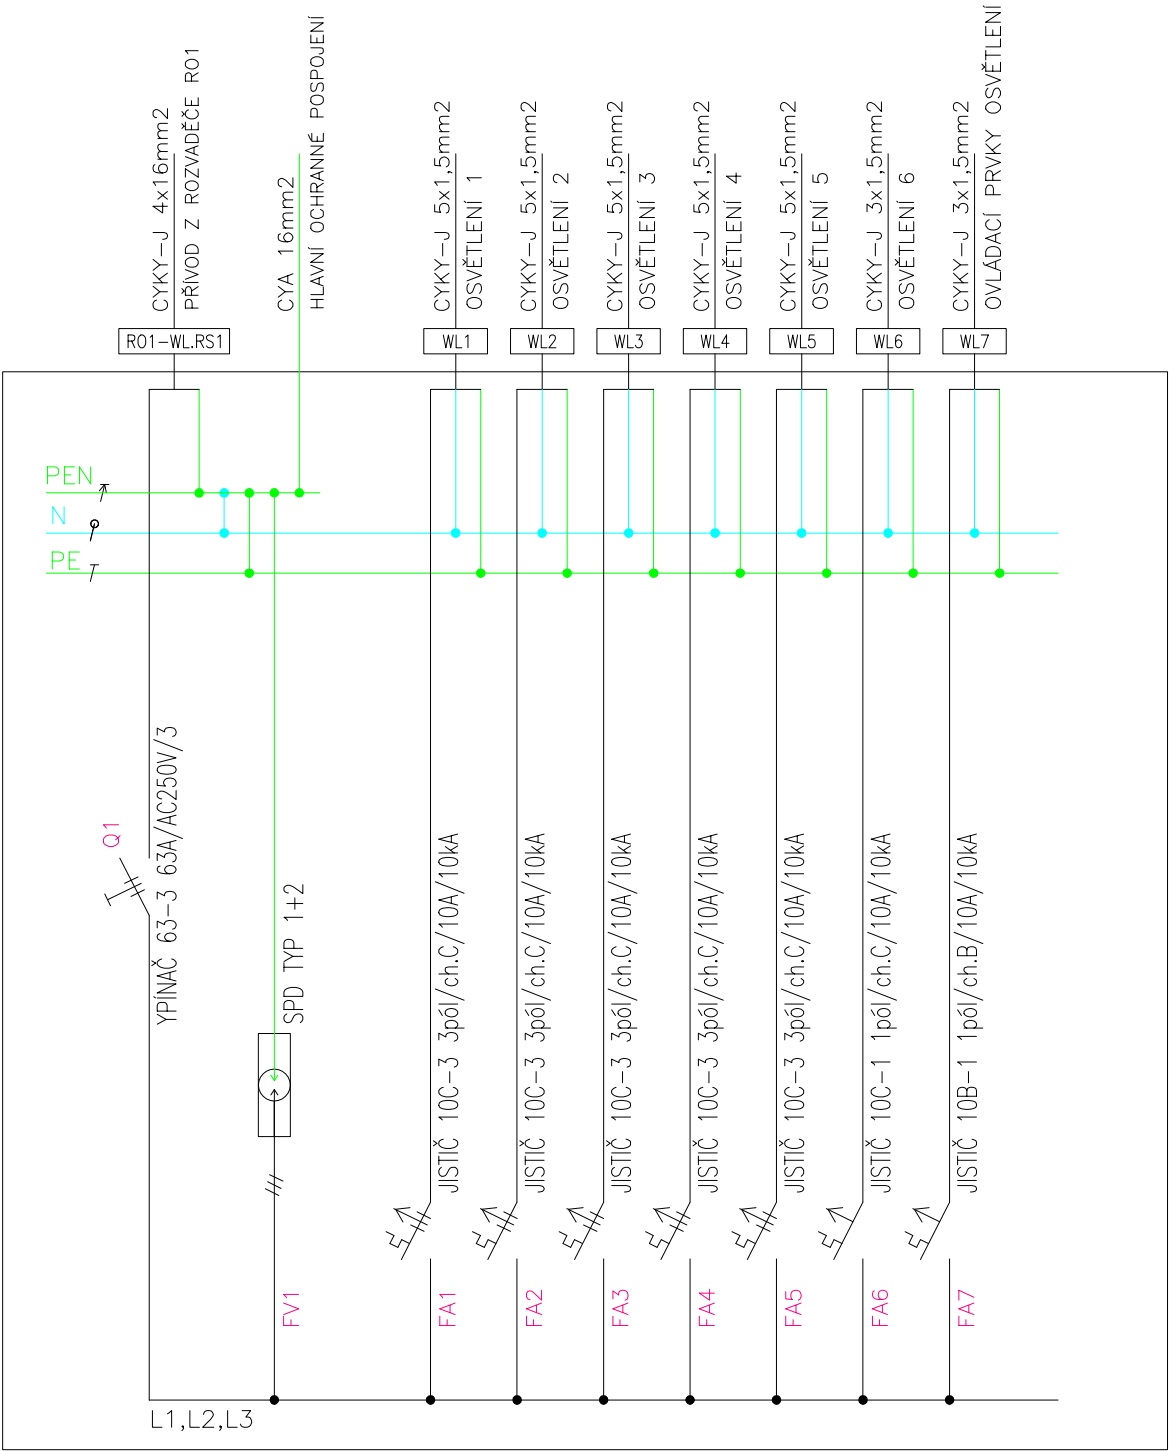 CYKY-J 4x16mm2
PŘÍVOD Z ROZVADĚČE R01
CYA 16mm2
HLAVNÍ OCHRANNÉ POSPOJENÍ
CYKY-J 5x1,5mm2
OSVĚTLENÍ 1
CYKY-J 5x1,5mm2
OSVĚTLENÍ 2
CYKY-J 5x1,5mm2
OSVĚTLENÍ 3
CYKY-J 5x1,5mm2
OSVĚTLENÍ 4
CYKY-J 5x1,5mm2
OSVĚTLENÍ 5
CYKY-J 3x1,5mm2
OSVĚTLENÍ 6
CYKY-J 3x1,5mm2
OVLÁDACÍ PRVKY OSVĚTLENÍ
R01-WL.RS1
WL1
WL2
WL3
WL4
WL5
WL6
WL7
PEN
N
PE
Q1
YPÍNAČ 63-3 63A/AC250V/3
SPD TYP 1+2
JISTIČ 10C-3 3pól/ch.C/10A/10kA
JISTIČ 10C-3 3pól/ch.C/10A/10kA
JISTIČ 10C-3 3pól/ch.C/10A/10kA
JISTIČ 10C-3 3pól/ch.C/10A/10kA
JISTIČ 10C-3 3pól/ch.C/10A/10kA
JISTIČ 10C-1 1pól/ch.C/10A/10kA
JISTIČ 10B-1 1pól/ch.B/10A/10kA
FV1
FA1
FA2
FA3
FA4
FA5
FA6
FA7
L1,L2,L3